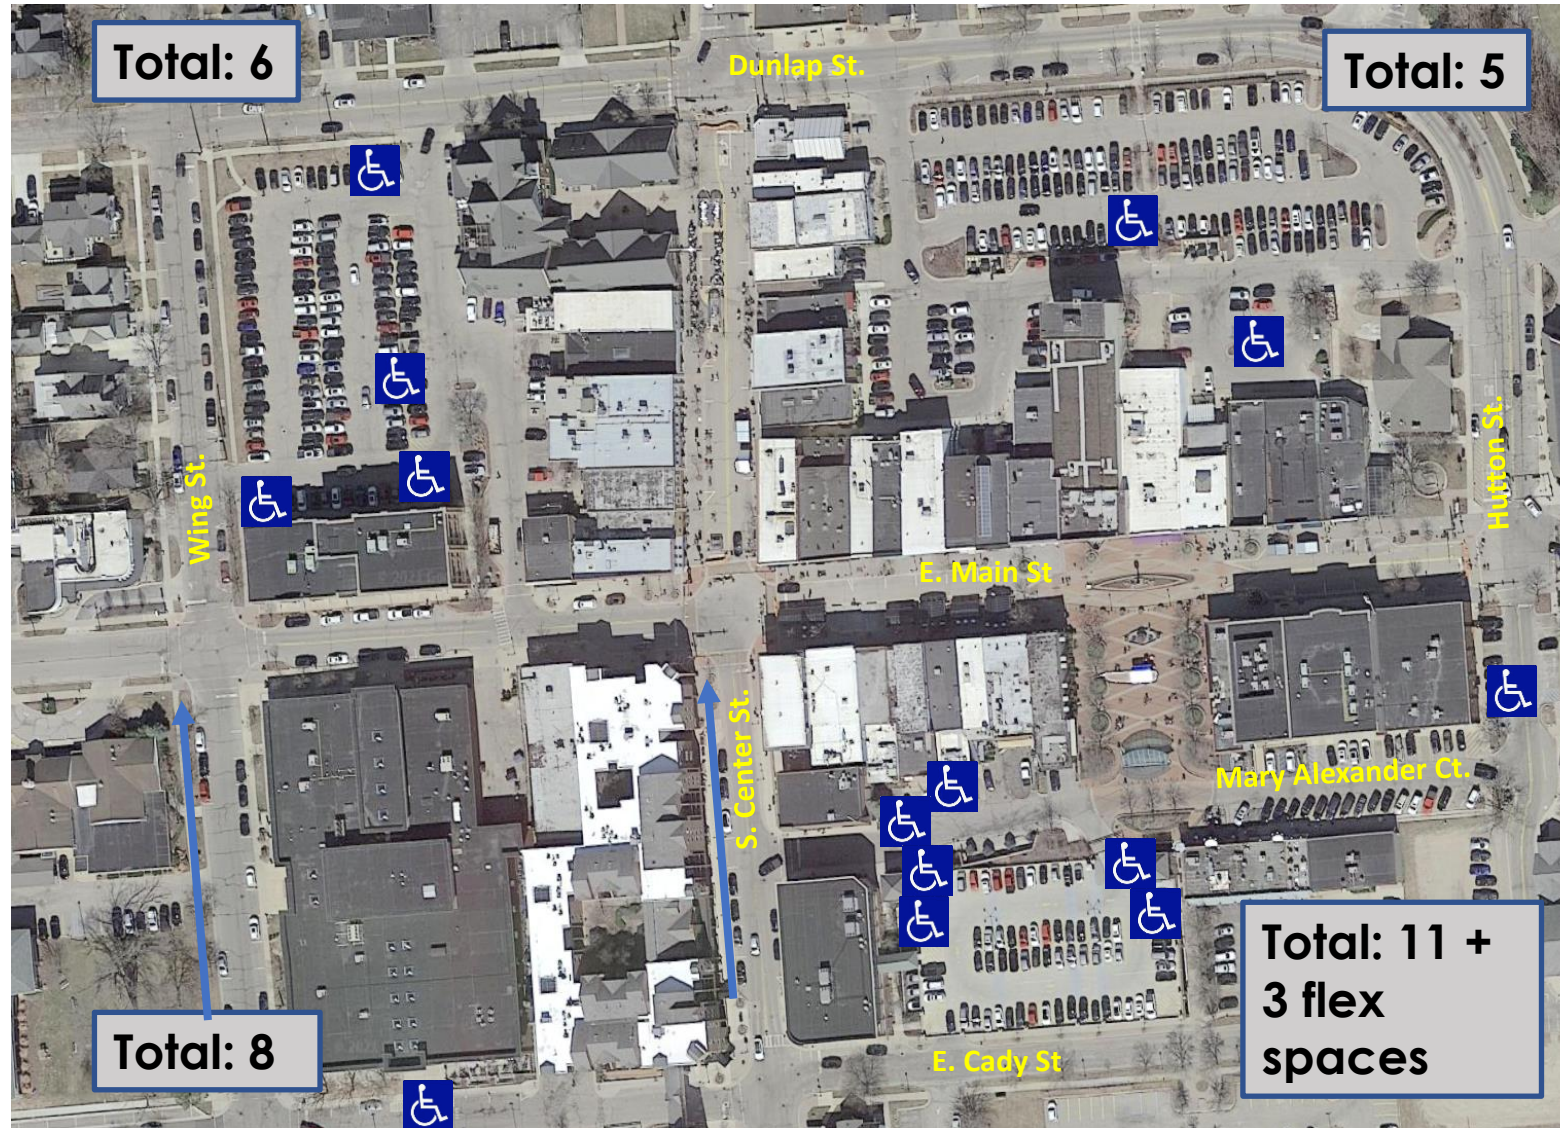 Total: 6
Dunlap St.
Total: 5
Wing St.
Hutton St.
E. Main St
S. Center St.
Mary Alexander Ct.
Total: 11 +
3 flex
spaces
Total: 8
E. Cady St